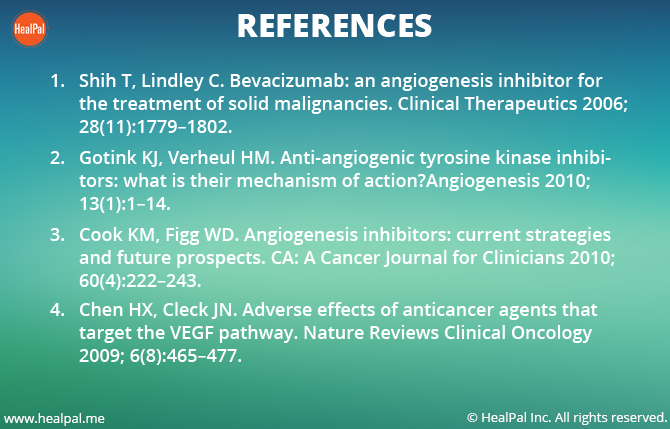 HealPal
REFERENCES
1. Shih T, Lindley C. Bevacizumab: an angiogenesis inhibitor for
the treatment of solid malignancies. Clinical Therapeutics 2006;
28(11):1779–1802.
2. Gotink KJ, Verheul HM. Anti-angiogenic tyrosine kinase inhibi-
tors: what is their mechanism of action?Angiogenesis 2010;
13(1):1–14.
3. Cook KM, Figg WD. Angiogenesis inhibitors: current strategies
and future prospects. CA: A Cancer Journal for Clinicians 2010;
60(4):222–243.
4. Chen HX, Cleck JN. Adverse effects of anticancer agents that
target the VEGF pathway. Nature Reviews Clinical Oncology
2009; 6(8):465–477.
www.healpal.me
© HealPal Inc. All rights reserved.